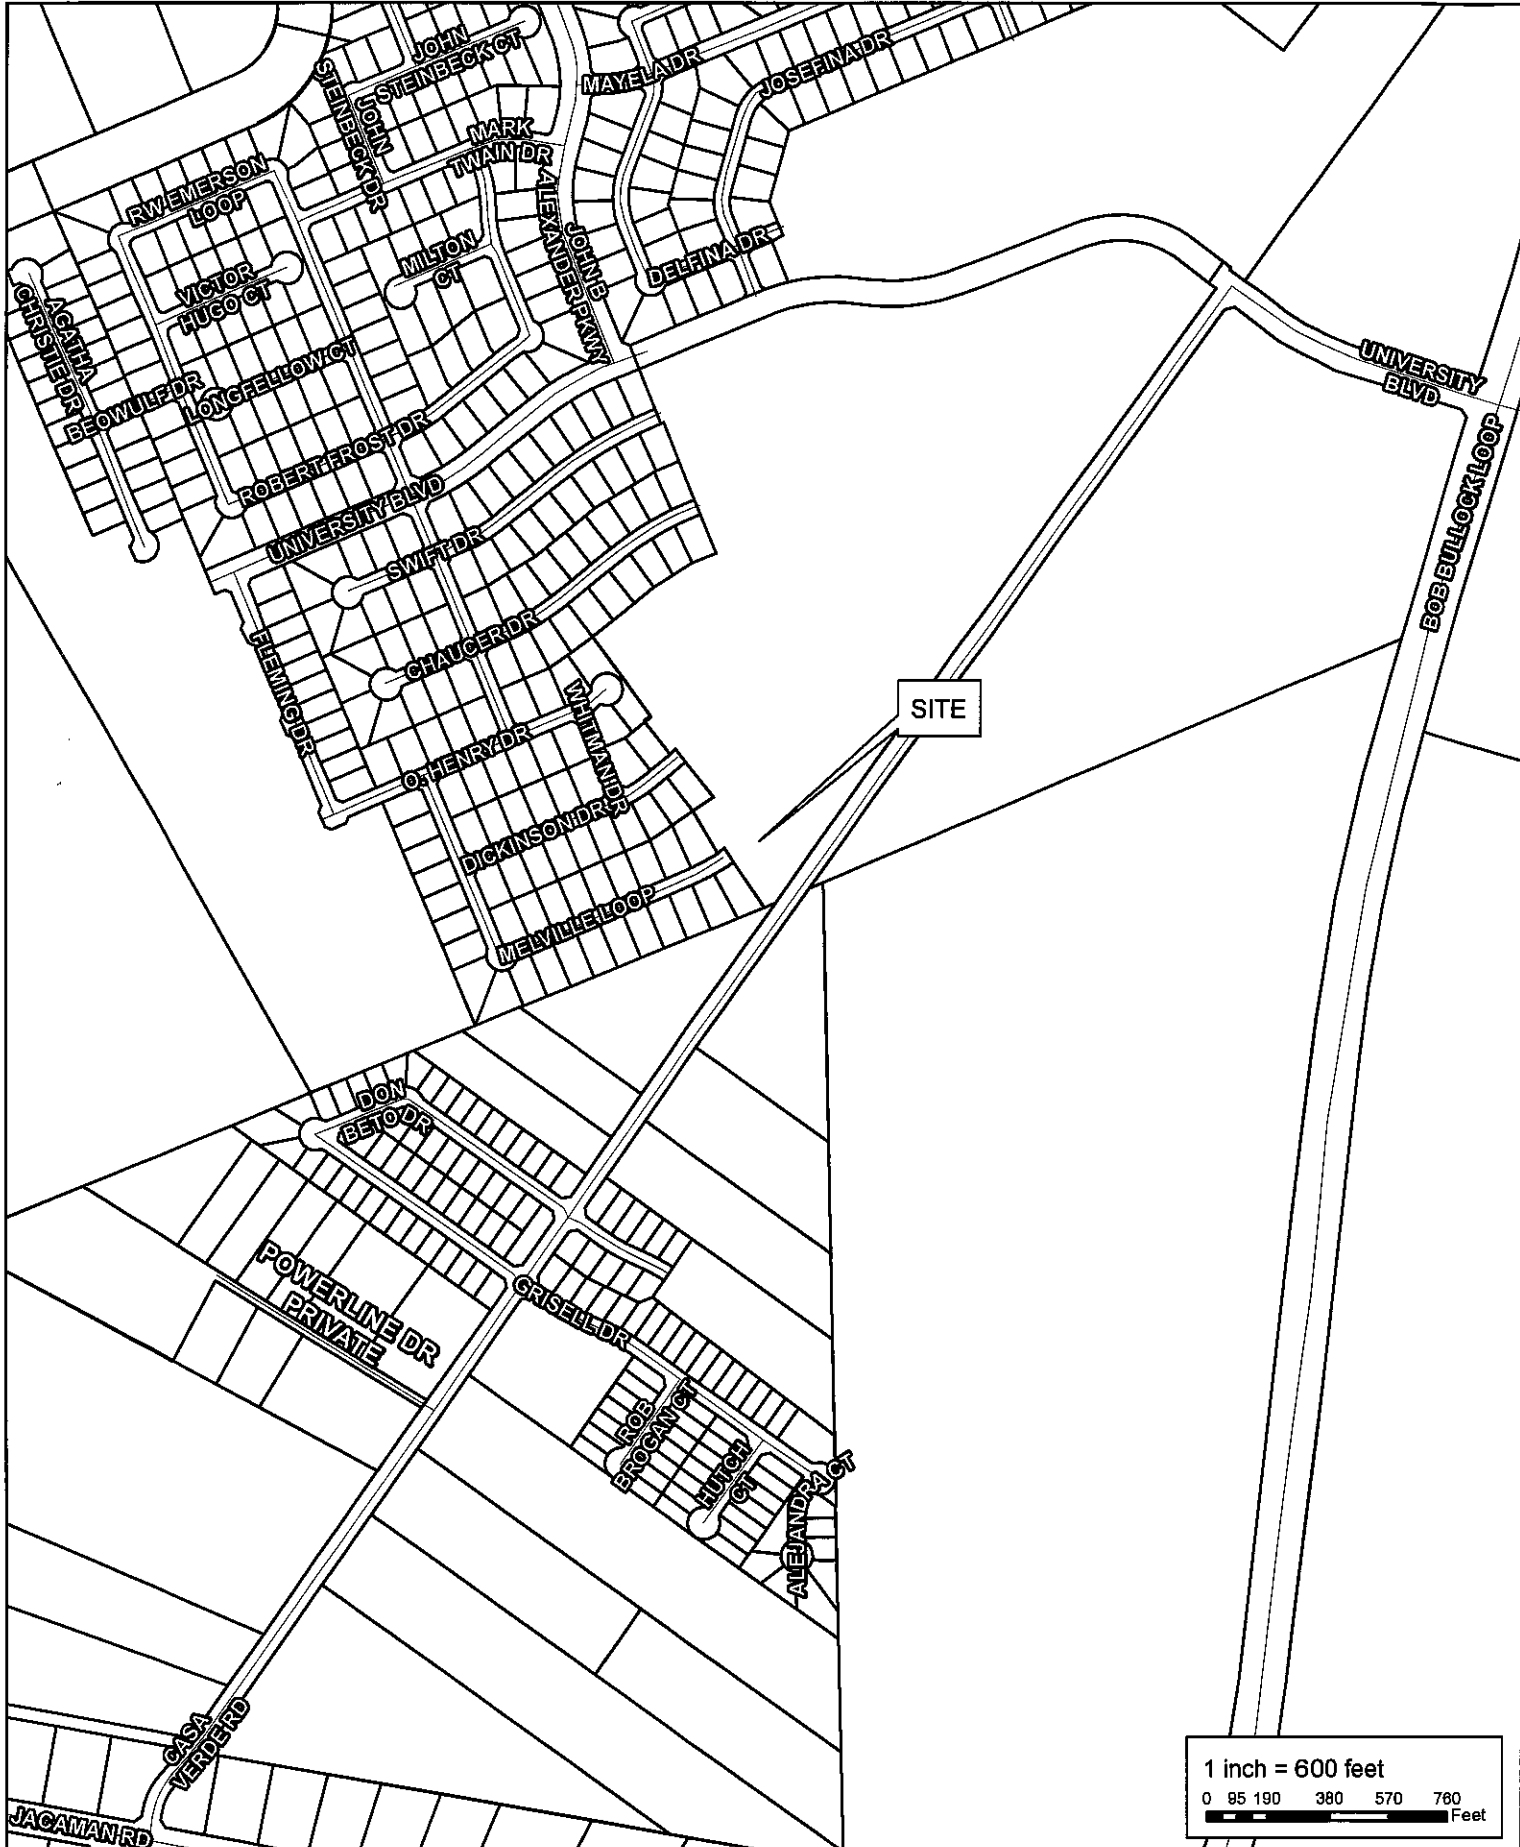 JOHN
STEINBECK CT
STEINBECK DR
JOHN
MAYELA DR
JOSEFINA DR
MARK
TWAIN DR
RW EMERSON
LOOP
JOHN B
ALEXANDER PKWY
MILTON
CT
DELFINA DR
VICTOR
HUGO CT
AGATHA
CHRISTIE DR
BEOWULF DR
LONGFELLOW CT
ROBERT FROST DR
UNIVERSITY
BLVD
BOB BULLOCK LOOP
UNIVERSITY BLVD
SWIFT DR
CHAUCER DR
FLEMING DR
WHITMAN DR
O. HENRY DR
SITE
DICKINSON DR
MELVILLE LOOP
DON
BETO DR
POWERLINE DR
PRIVATE
GRISELL DR
ROB
BROGAN CT
HUTCH
CT
ALEJANDRA CT
CASA
VERDE RD
JACAMAN RD
1 inch = 600 feet
0 95 190 380 570 760
Feet